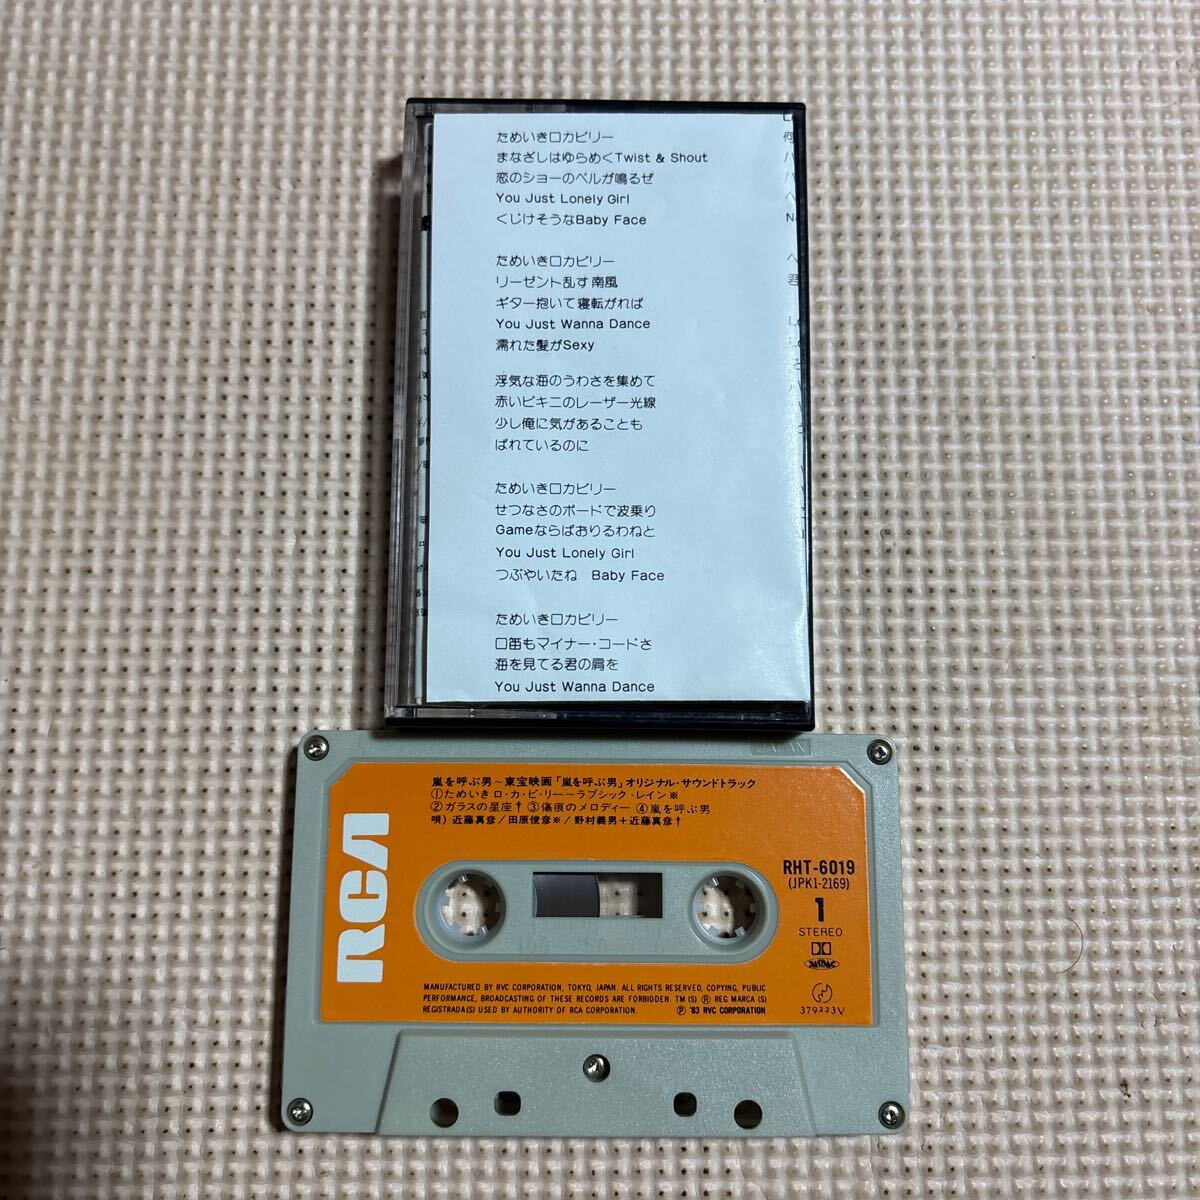 ためいきロカビリー
まなざしはゆらめくTwist & Shout
恋のショーのベルが鳴るぜ
You Just Lonely Girl
くじけそうなBaby Face
ためいきロカビリー
リーゼント乱す南風
ギター抱いて寝転がれば
You Just Wanna Dance
濡れた髪がSexy
浮気な海のうわさを集めて
赤いビキニのレーザー光線
少し俺に気があることも
ばれているのに
ためいきロカビリー
せつなさのボードで波乗り
Gameならばおりるわねと
You Just Lonely Girl
つぶやいたね Baby Face
ためいきロカビリー
口笛もマイナー・コードさ
海を見てる君の肩を
You Just Wanna Dance
JAPAN
嵐を呼ぶ男～東宝映画「嵐を呼ぶ男」オリジナル・サウンドトラック
①ためいきロ・カ・ビ・リー～ラブシック・レイン※
②ガラスの星座† ③傷痕のメロディー ④嵐を呼ぶ男
唄) 近藤真彦/田原俊彦※/野村義男+近藤真彦†
RCA
RHT-6019
(JPK1-2169)
1
STEREO
MANUFACTURED BY RVC CORPORATION, TOKYO, JAPAN. ALL RIGHTS RESERVED, COPYING, PUBLIC
PERFORMANCE, BROADCASTING OF THESE RECORDS ARE FORBIDDEN. TM(S) Ⓡ REG MARCA(S)
REGISTRADA(S) USED BY AUTHORITY OF RCA CORPORATION.
Ⓟ '83 RVC CORPORATION
379223V